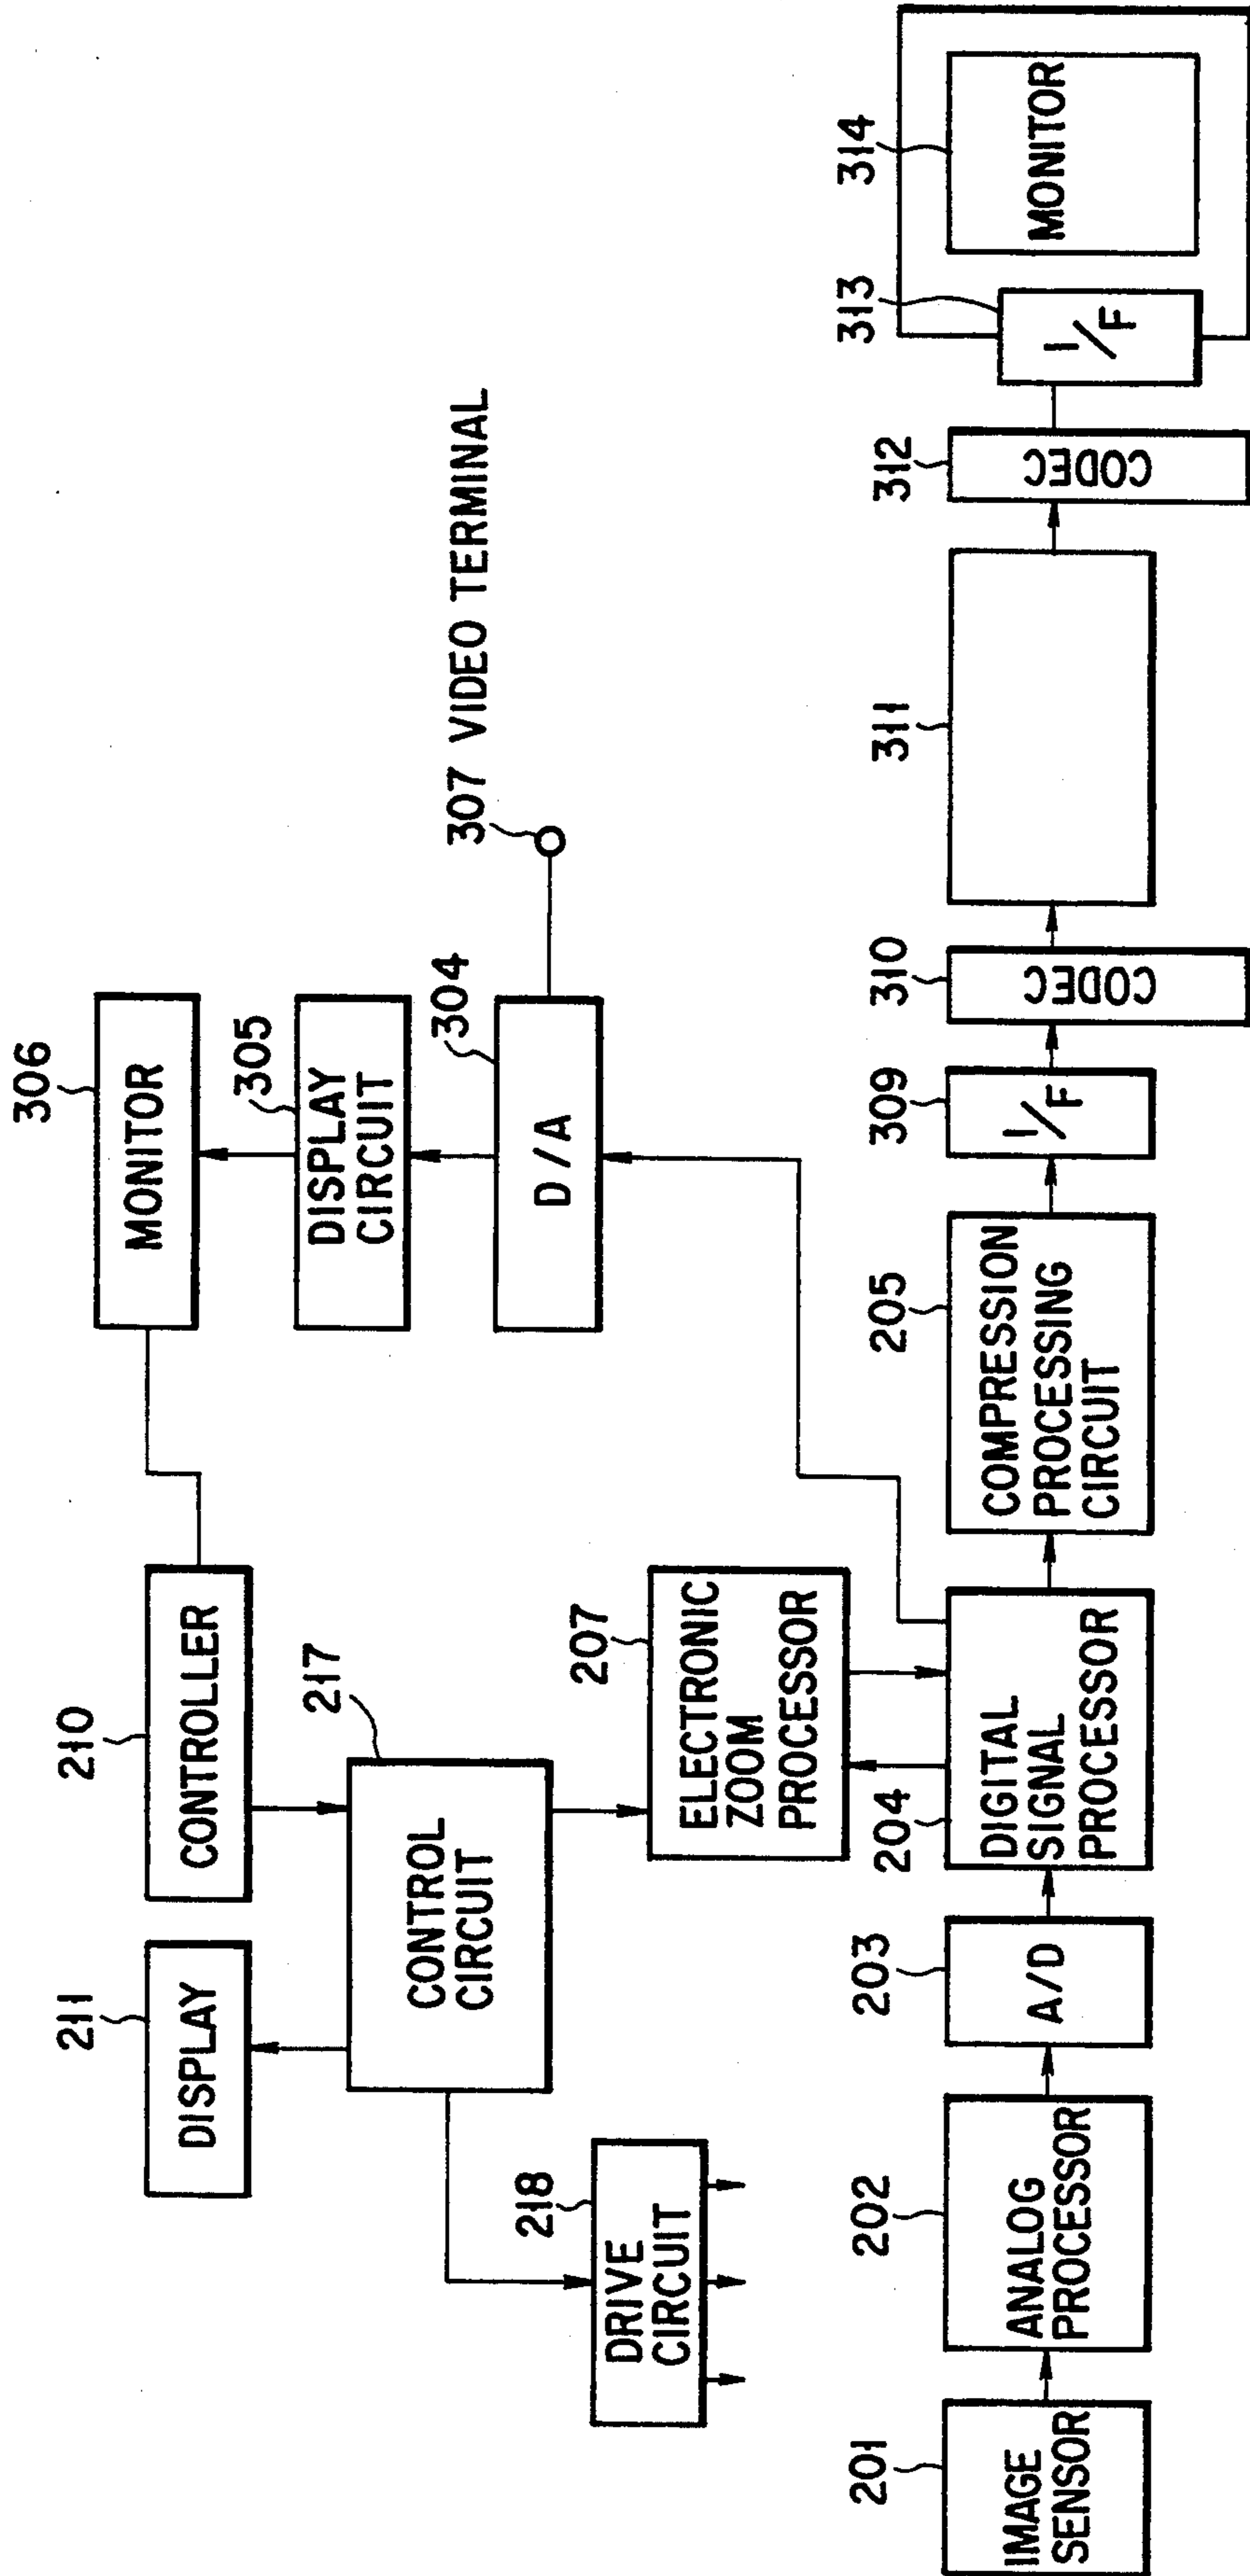 306
MONITOR
305
DISPLAY
CIRCUIT
304
D/A
307 VIDEO TERMINAL
210
CONTROLLER
211
DISPLAY
217
CONTROL
CIRCUIT
218
DRIVE
CIRCUIT
207
ELECTRONIC
ZOOM
PROCESSOR
201
IMAGE
SENSOR
202
ANALOG
PROCESSOR
203
A/D
204
DIGITAL
SIGNAL
PROCESSOR
205
COMPRESSION
PROCESSING
CIRCUIT
309
I/F
310
CODEC
311
312
CODEC
313
I/F
314
MONITOR